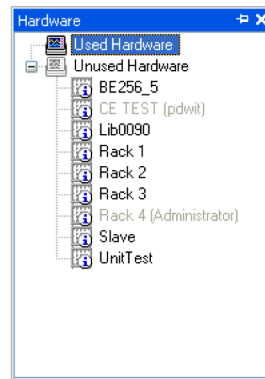 Hardware
Used Hardware
Unused Hardware
BE256_5
CE TEST (pdwit)
Lib0090
Rack 1
Rack 2
Rack 3
Rack 4 (Administrator)
Slave
UnitTest